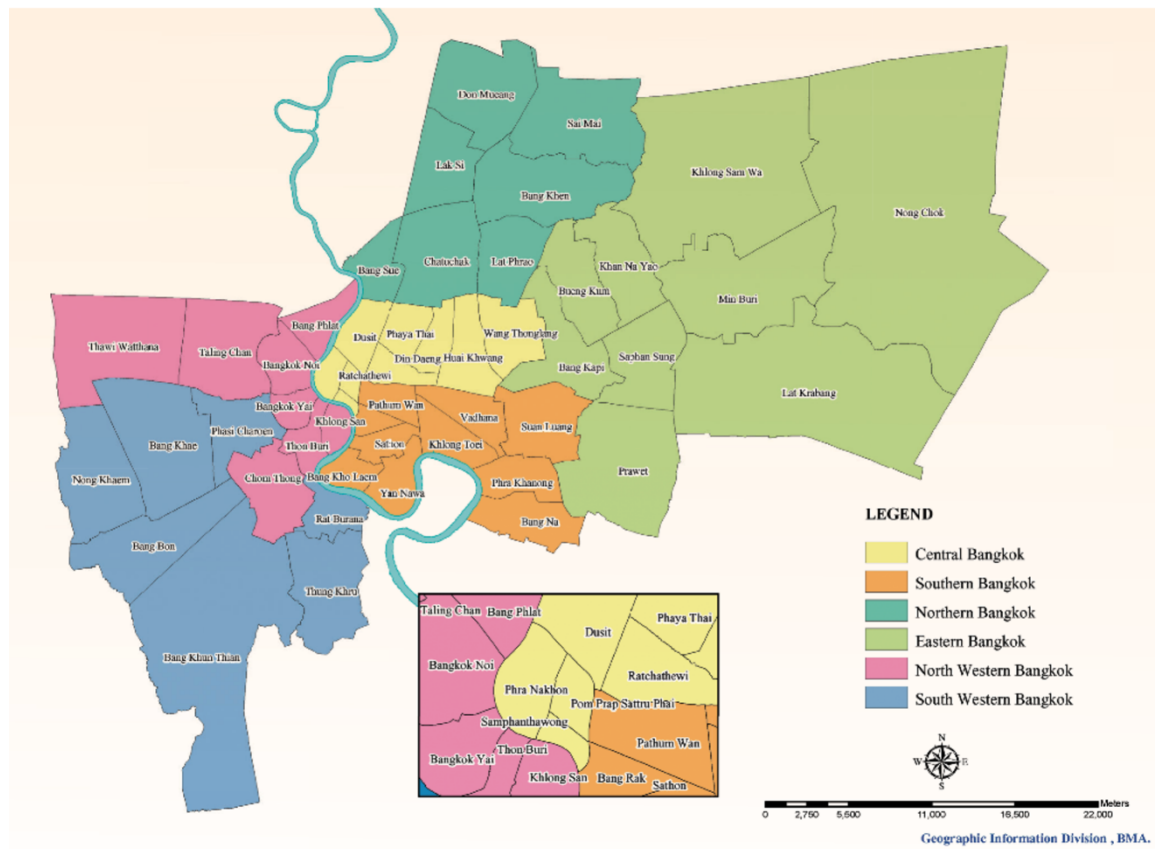 Don Mueang
Sai Mai
Lak Si
Bang Khen
Khlong Sam Wa
Nong Chok
Bang Sue
Chatuchak
Lat Phrao
Khan Na Yao
Bueng Kum
Min Buri
Bang Phlat
Dusit
Phaya Thai
Wang Thonglang
Thawi Watthana
Taling Chan
Bangkok Noi
Din Daeng
Huai Khwang
Saphan Sung
Bang Kapi
Ratchathewi
Lat Krabang
Bangkok Yai
Pathum Wan
Khlong San
Vadhana
Suan Luang
Phasi Charoen
Bang Khae
Thon Buri
Sathon
Khlong Toei
Nong Khaem
Chom Thong
Bang Kho Laem
Prawet
Phra Khanong
Yan Nawa
Rat Burana
Bang Na
Bang Bon
Thung Khru
Bang Khun Thian
Taling Chan
Bang Phlat
Phaya Thai
Dusit
Bangkok Noi
Ratchathewi
Phra Nakhon
Pom Prap Sattru Phai
Samphanthawong
Pathum Wan
Thon Buri
Bangkok Yai
Khlong San
Bang Rak
Sathon
LEGEND
Central Bangkok
Southern Bangkok
Northern Bangkok
Eastern Bangkok
North Western Bangkok
South Western Bangkok
N
W
E
S
Meters
0 2,750 5,500 11,000 16,500 22,000
Geographic Information Division , BMA.